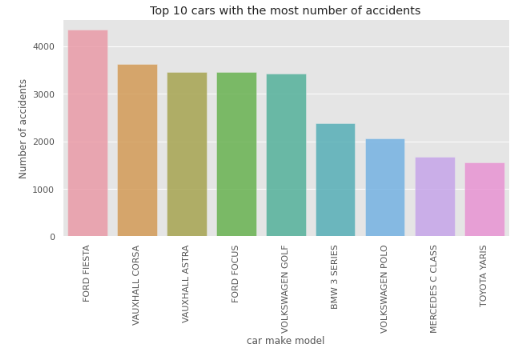 Top 10 cars with the most number of accidents
Number of accidents
4000
3000
2000
1000
0
FORD FIESTA
VAUXHALL CORSA
VAUXHALL ASTRA
FORD FOCUS
VOLKSWAGEN GOLF
BMW 3 SERIES
VOLKSWAGEN POLO
MERCEDES C CLASS
TOYOTA YARIS
car make model